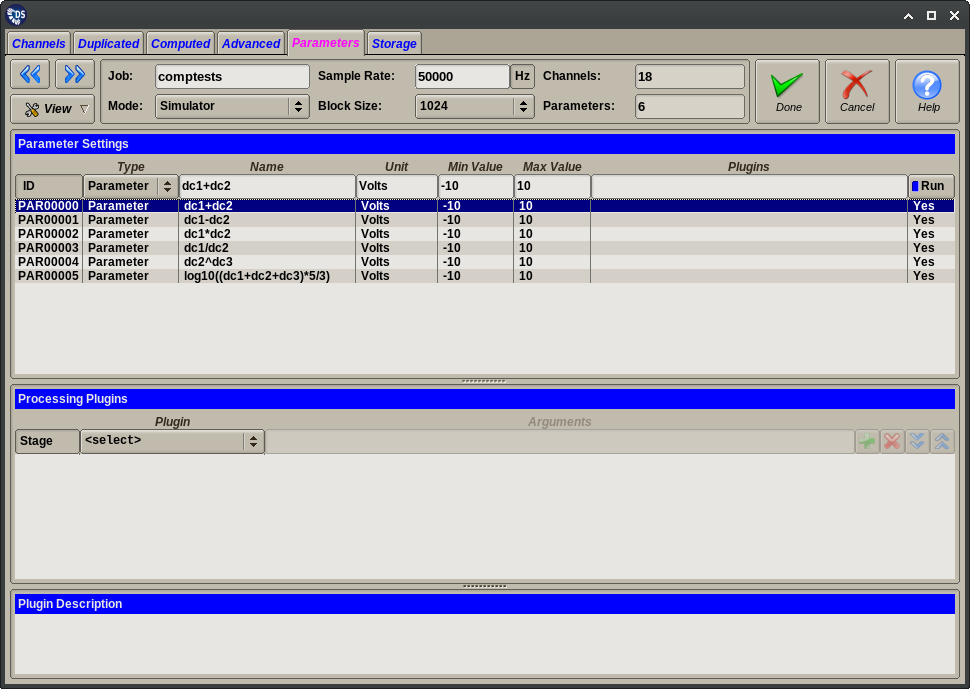 DS
Channels Duplicated Computed Advanced Parameters Storage
Job: comptests Sample Rate: 50000 Hz Channels: 18
View Mode: Simulator Block Size: 1024 Parameters: 6
Done Cancel Help
Parameter Settings
Type Name Unit Min Value Max Value Plugins
ID Parameter dc1+dc2 Volts -10 10 Run
PAR00000 Parameter dc1+dc2 Volts -10 10 Yes
PAR00001 Parameter dc1-dc2 Volts -10 10 Yes
PAR00002 Parameter dc1*dc2 Volts -10 10 Yes
PAR00003 Parameter dc1/dc2 Volts -10 10 Yes
PAR00004 Parameter dc2^dc3 Volts -10 10 Yes
PAR00005 Parameter log10((dc1+dc2+dc3)*5/3) Volts -10 10 Yes
Processing Plugins
Plugin Arguments
Stage <select>
Plugin Description